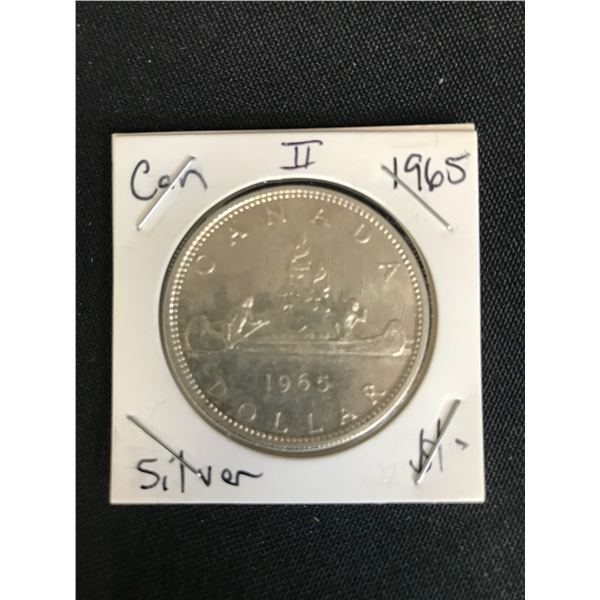 Can II 1965
CANADA
1965
DOLLAR
Silver $1.